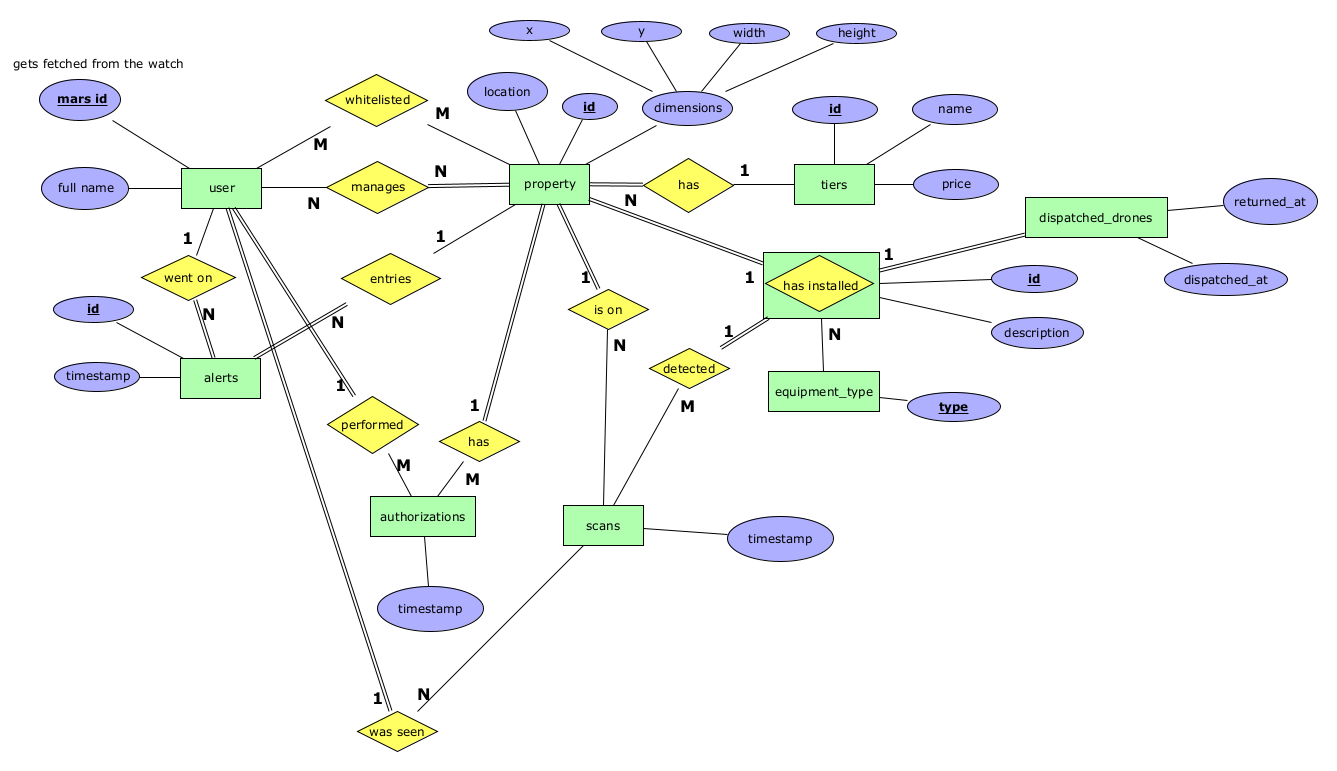 x
y
width
height
gets fetched from the watch
mars id
whitelisted
M
location
id
dimensions
id
name
M
full name
user
manages
N
N
property
has
1
N
tiers
price
dispatched_drones
returned_at
1
went on
N
1
entries
N
1
is on
N
1
has installed
1
id
dispatched_at
description
id
timestamp
alerts
1
detected
M
N
equipment_type
type
1
performed
M
1
has
M
authorizations
scans
timestamp
timestamp
1
N
was seen